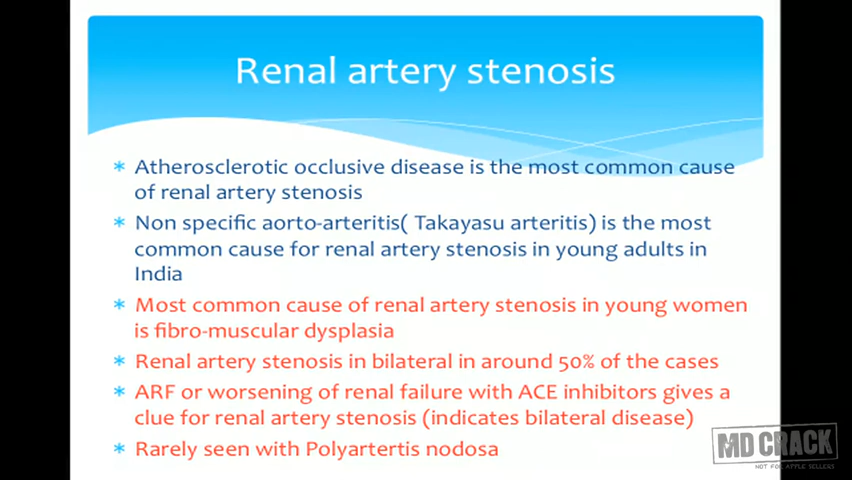 Renal artery stenosis
* Atherosclerotic occlusive disease is the most common cause
of renal artery stenosis
* Non specific aorto-arteritis( Takayasu arteritis) is the most
common cause for renal artery stenosis in young adults in
India
* Most common cause of renal artery stenosis in young women
is fibro-muscular dysplasia
* Renal artery stenosis in bilateral in around 50% of the cases
* ARF or worsening of renal failure with ACE inhibitors gives a
clue for renal artery stenosis (indicates bilateral disease)
* Rarely seen with Polyartertis nodosa
MD CRACK
NOT FOR APPLE SELLERS